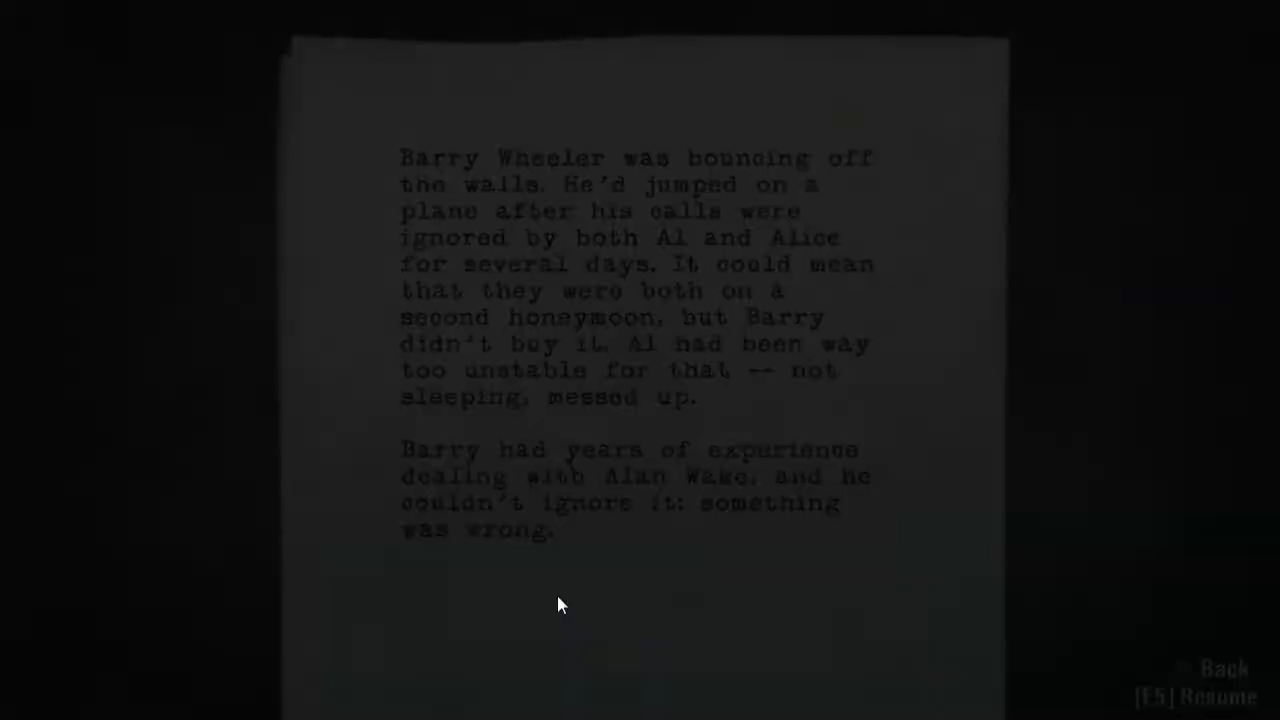 Barry Wheeler was bouncing off
the walls. He'd jumped on a
plane after his calls were
ignored by both Al and Alice
for several days. It could mean
that they were both on a
second honeymoon, but Barry
didn't buy it. Al had been way
too unstable for that -- not
sleeping, messed up.
Barry had years of experience
dealing with Alan Wake, and he
couldn't ignore it: something
was wrong.
Back
[F5] Resume